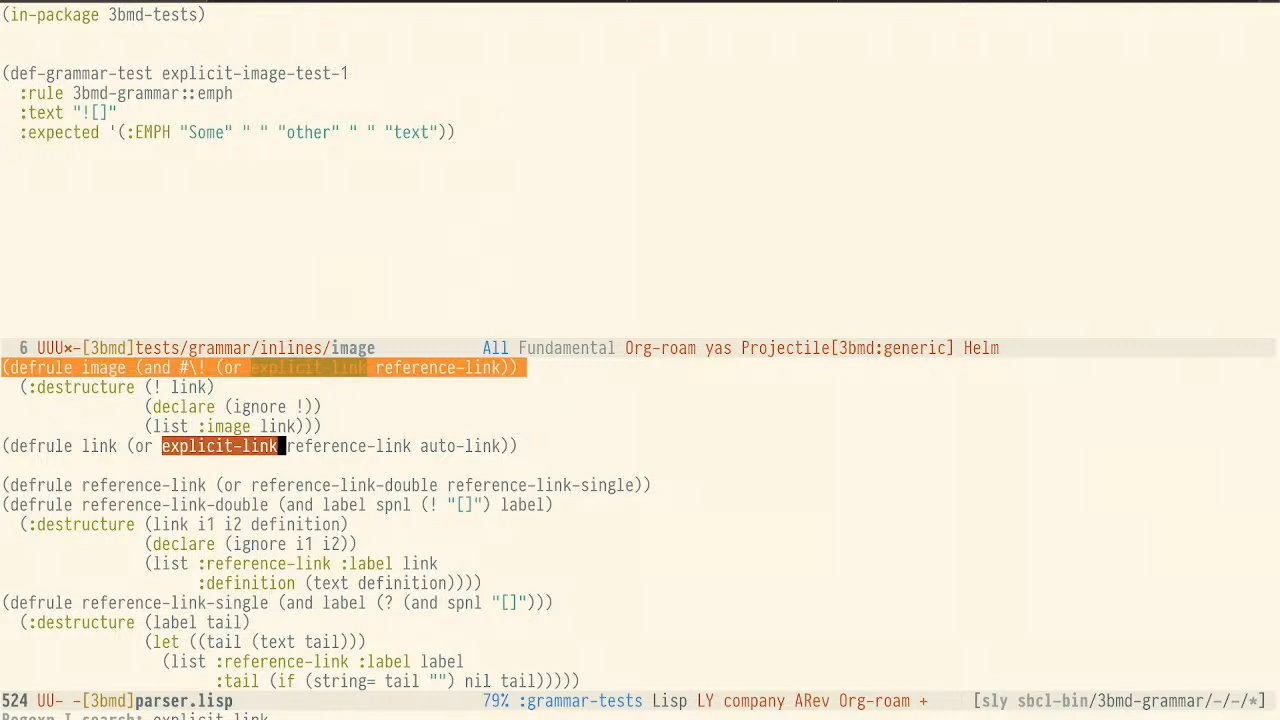 (in-package 3bmd-tests)
(def-grammar-test explicit-image-test-1
  :rule 3bmd-grammar::emph
  :text "![]"
  :expected '(:EMPH "Some" " " "other" " " "text"))
6 UUU×-[3bmd]tests/grammar/inlines/image All Fundamental Org-roam yas Projectile[3bmd:generic] Helm
(defrule image (and #\! (or explicit-link reference-link))
  (:destructure (! link)
                (declare (ignore !))
                (list :image link)))
(defrule link (or explicit-link reference-link auto-link))
(defrule reference-link (or reference-link-double reference-link-single))
(defrule reference-link-double (and label spnl (! "[]") label)
  (:destructure (link i1 i2 definition)
                (declare (ignore i1 i2))
                (list :reference-link :label link
                      :definition (text definition))))
(defrule reference-link-single (and label (? (and spnl "[]")))
  (:destructure (label tail)
                (let ((tail (text tail)))
                  (list :reference-link :label label
                        :tail (if (string= tail "") nil tail)))))
524 UU- -[3bmd]parser.lisp 79% :grammar-tests Lisp LY company ARev Org-roam + [sly sbcl-bin/3bmd-grammar/-/-/*]
Regexp I-search: explicit-link